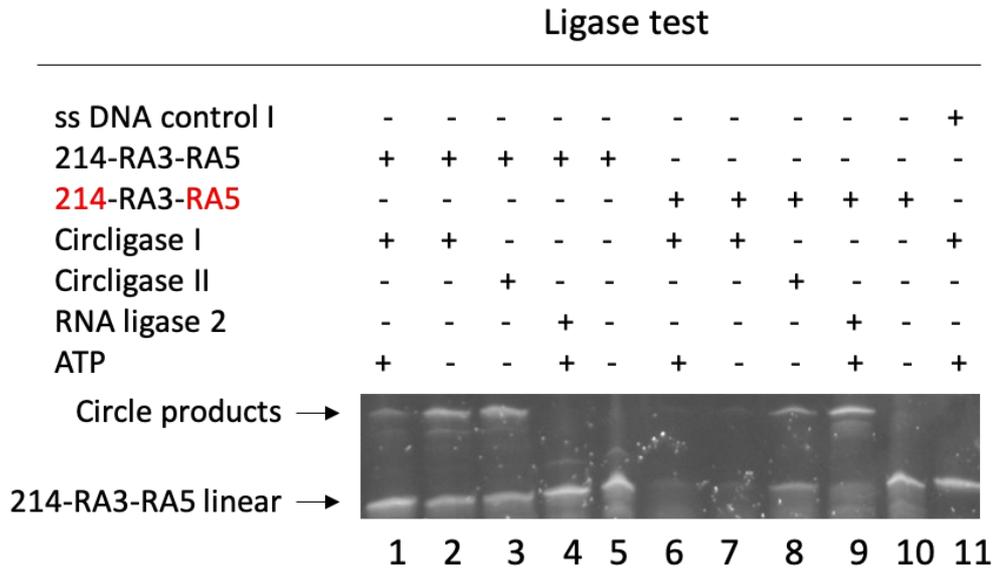 Ligase test
ss DNA control I - - - - - - - - - - +
214-RA3-RA5 + + + + + - - - - - -
214-RA3-RA5 - - - - - + + + + + -
Circligase I + + - - - + + - - - +
Circligase II - - + - - - - + - - -
RNA ligase 2 - - - + - - - - + - -
ATP + - - + - + - - + - +
Circle products
214-RA3-RA5 linear
1 2 3 4 5 6 7 8 9 10 11